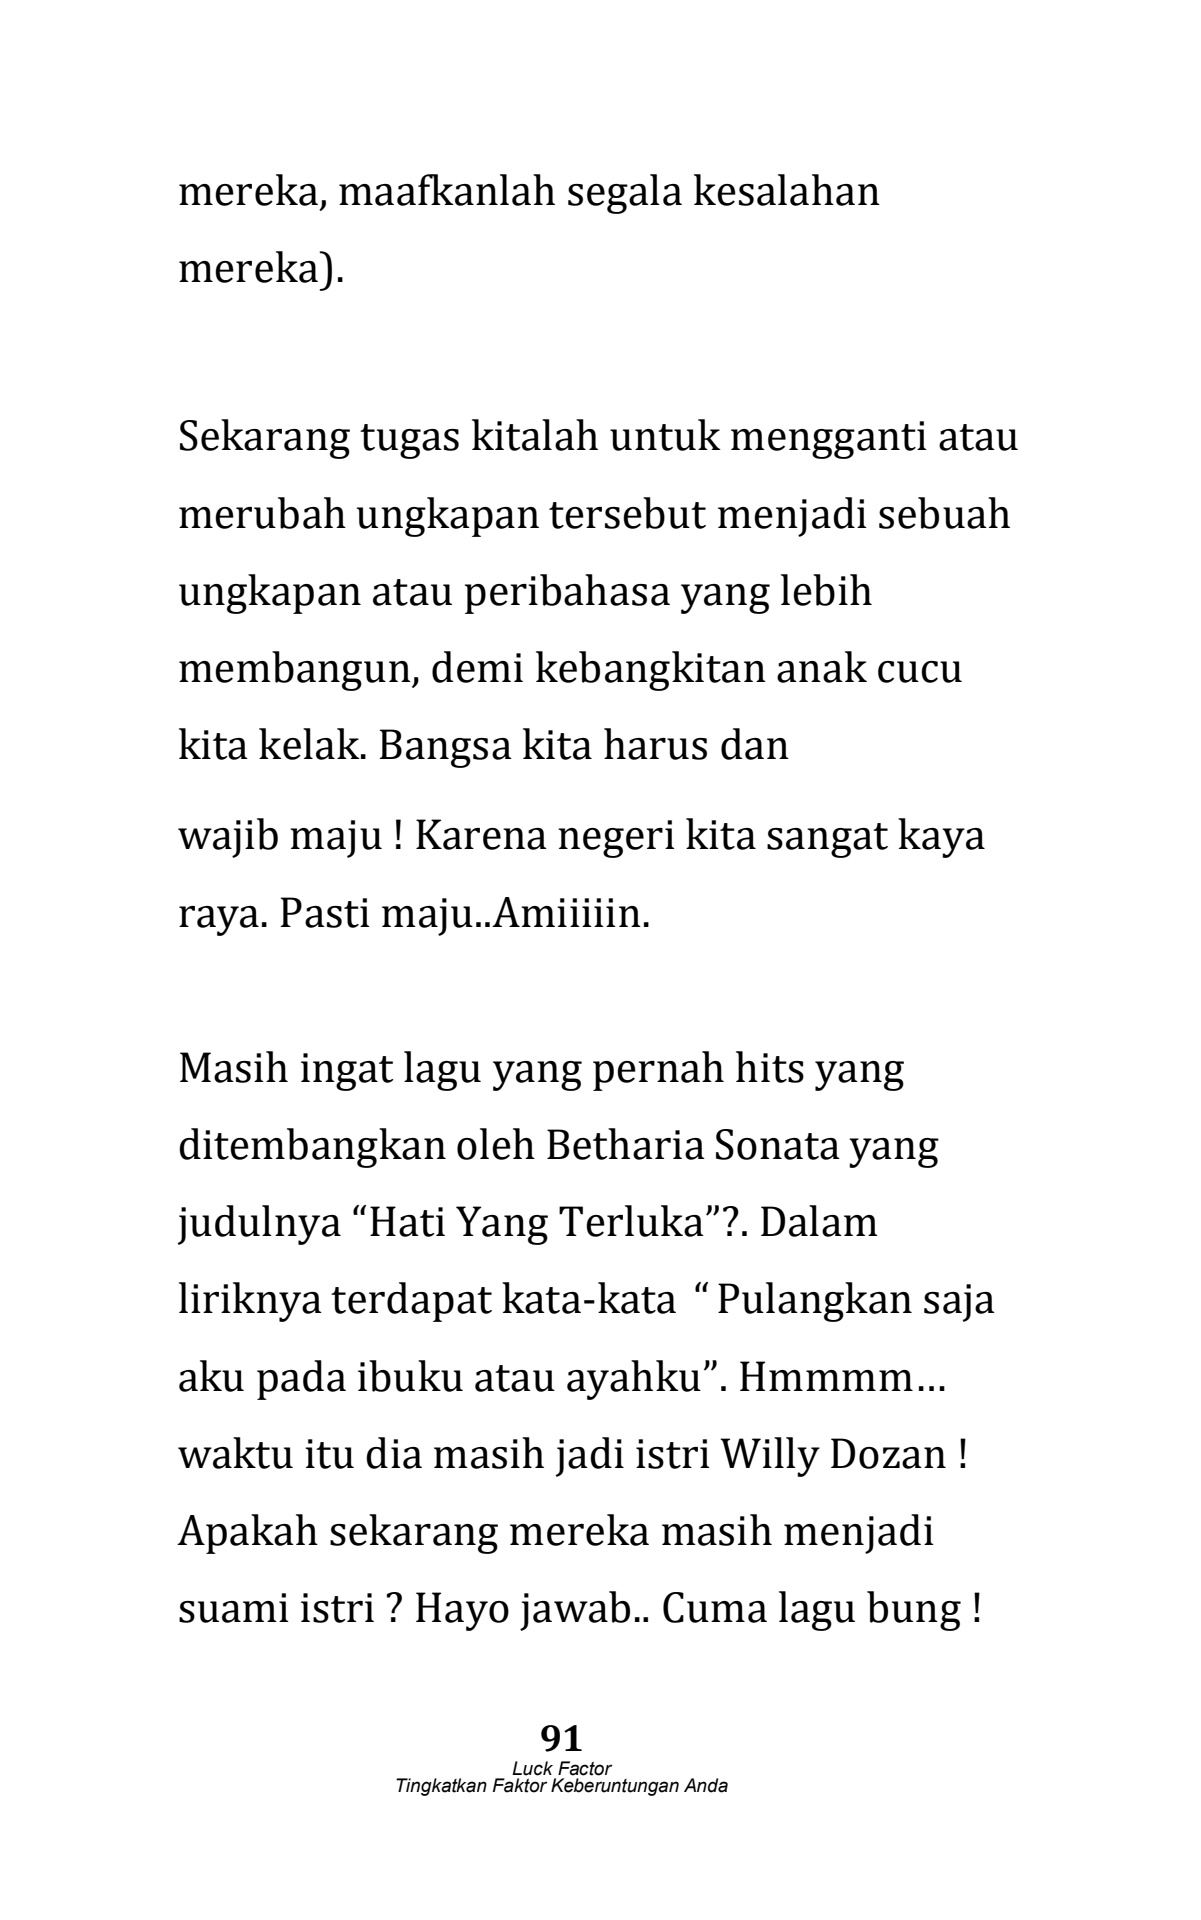 mereka, maafkanlah segala kesalahan
mereka).
Sekarang tugas kitalah untuk mengganti atau
merubah ungkapan tersebut menjadi sebuah
ungkapan atau peribahasa yang lebih
membangun, demi kebangkitan anak cucu
kita kelak. Bangsa kita harus dan
wajib maju ! Karena negeri kita sangat kaya
raya. Pasti maju..Amiiiiin.
Masih ingat lagu yang pernah hits yang
ditembangkan oleh Betharia Sonata yang
judulnya “Hati Yang Terluka”?. Dalam
liriknya terdapat kata-kata “ Pulangkan saja
aku pada ibuku atau ayahku”. Hmmmm…
waktu itu dia masih jadi istri Willy Dozan !
Apakah sekarang mereka masih menjadi
suami istri ? Hayo jawab.. Cuma lagu bung !
91
Luck Factor
Tingkatkan Faktor Keberuntungan Anda